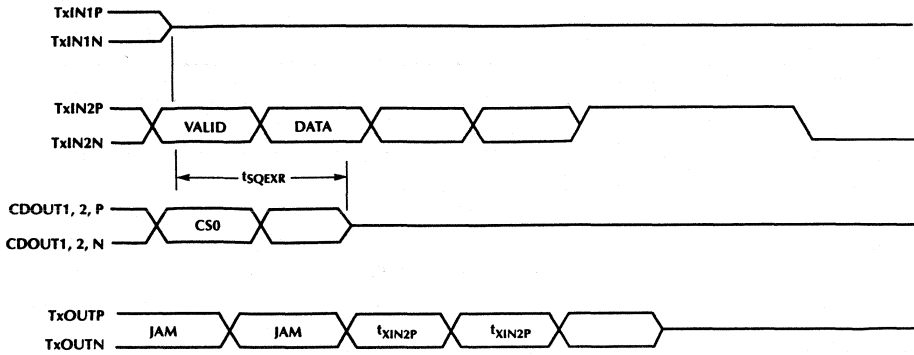 TxIN1P
TxIN1N
TxIN2P
VALID DATA
TxIN2N
tSQEXR
CDOUT1, 2, P
CS0
CDOUT1, 2, N
TxOUTP
JAM JAM tXIN2P tXIN2P
TxOUTN